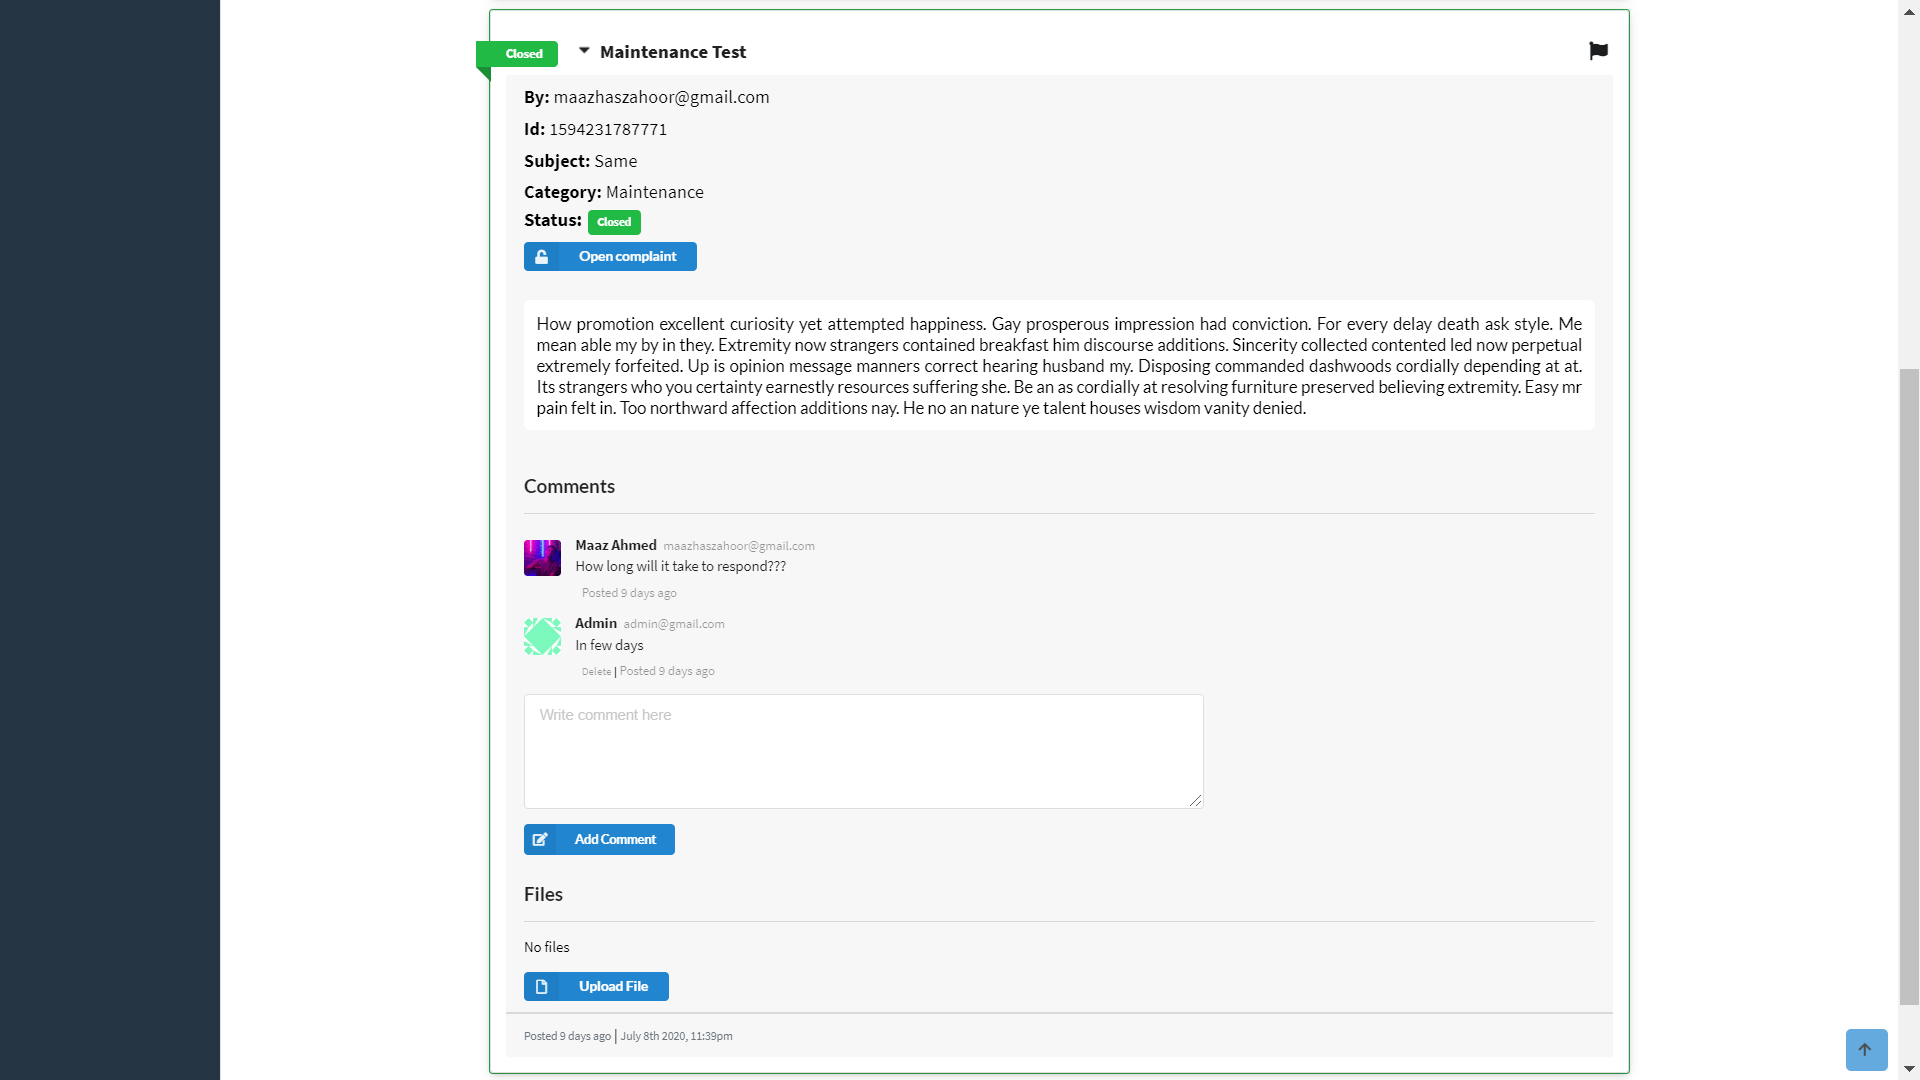 Closed
Maintenance Test
By: maazhaszahoor@gmail.com
Id: 1594231787771
Subject: Same
Category: Maintenance
Status: Closed
Open complaint
How promotion excellent curiosity yet attempted happiness. Gay prosperous impression had conviction. For every delay death ask style. Me
mean able my by in they. Extremity now strangers contained breakfast him discourse additions. Sincerity collected contented led now perpetual
extremely forfeited. Up is opinion message manners correct hearing husband my. Disposing commanded dashwoods cordially depending at at.
Its strangers who you certainty earnestly resources suffering she. Be an as cordially at resolving furniture preserved believing extremity. Easy mr
pain felt in. Too northward affection additions nay. He no an nature ye talent houses wisdom vanity denied.
Comments
Maaz Ahmed maazhaszahoor@gmail.com
How long will it take to respond???
Posted 9 days ago
Admin admin@gmail.com
In few days
Delete | Posted 9 days ago
Write comment here
Add Comment
Files
No files
Upload File
Posted 9 days ago | July 8th 2020, 11:39pm